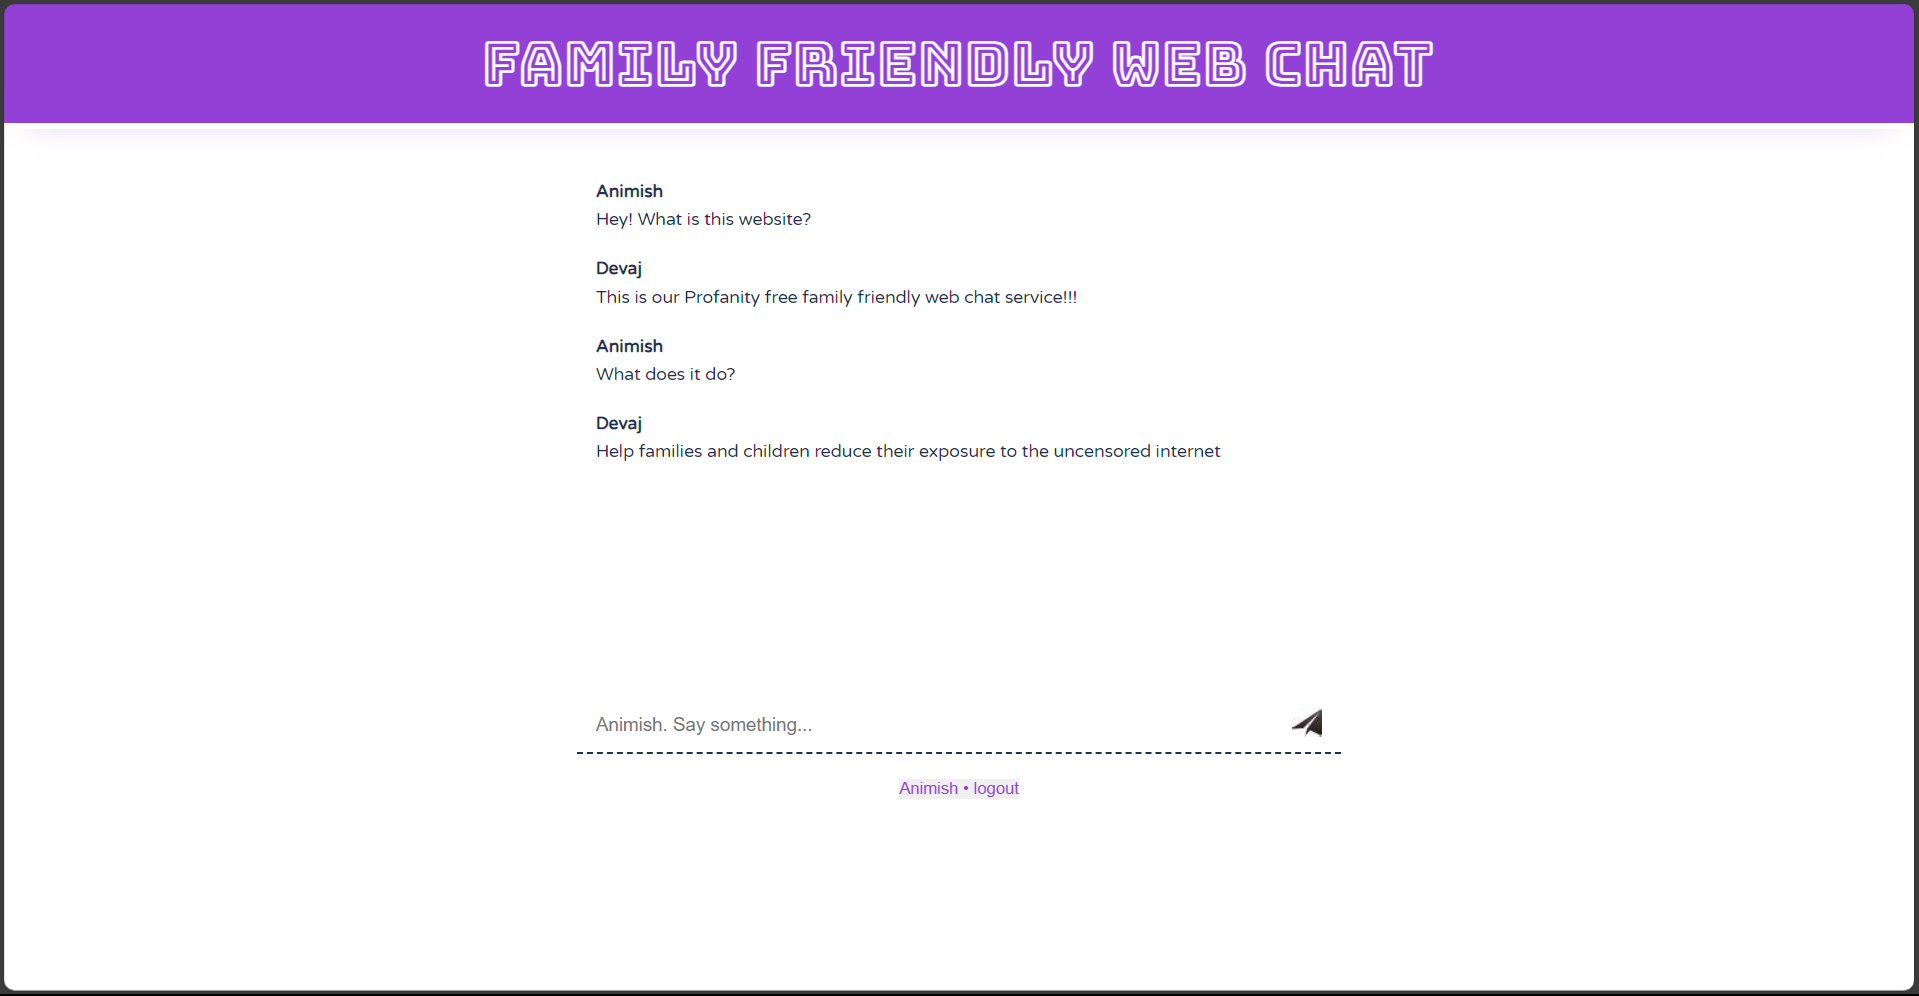 FAMILY FRIENDLY WEB CHAT
Animish
Hey! What is this website?
Devaj
This is our Profanity free family friendly web chat service!!!
Animish
What does it do?
Devaj
Help families and children reduce their exposure to the uncensored internet
Animish. Say something...
Animish • logout